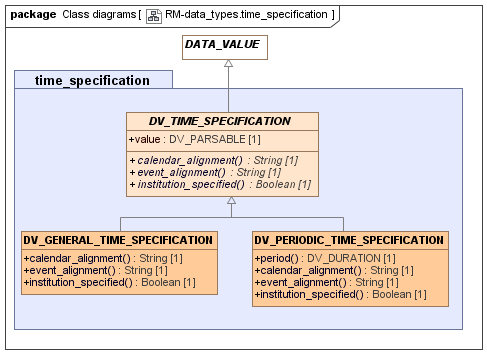 package Class diagrams [ RM-data_types.time_specification ]
DATA_VALUE
time_specification
DV_TIME_SPECIFICATION
+value : DV_PARSABLE [1]
+ calendar_alignment() : String [1]
+ event_alignment() : String [1]
+ institution_specified() : Boolean [1]
DV_GENERAL_TIME_SPECIFICATION
+calendar_alignment() : String [1]
+event_alignment() : String [1]
+institution_specified() : Boolean [1]
DV_PERIODIC_TIME_SPECIFICATION
+period() : DV_DURATION [1]
+calendar_alignment() : String [1]
+event_alignment() : String [1]
+institution_specified() : Boolean [1]